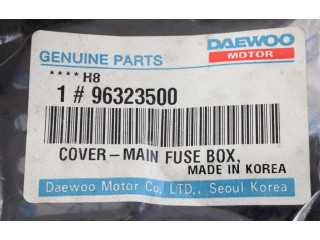 DAEWOO
GENUINE PARTS MOTOR
****H8
1 # 96323500
COVER-MAIN FUSE BOX,
MADE IN KOREA
Daewoo Motor Co, LTD., Seoul Korea